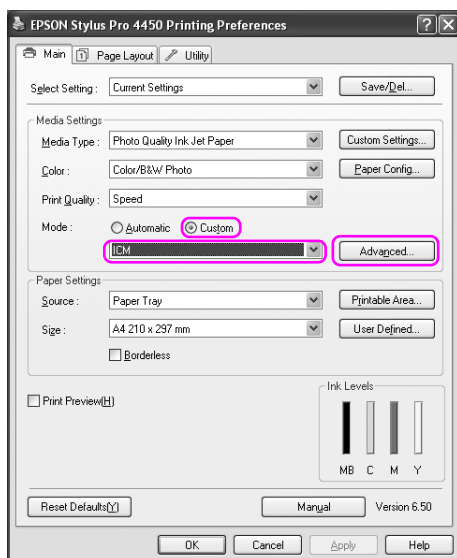 EPSON Stylus Pro 4450 Printing Preferences
Main Page Layout Utility
Select Setting : Current Settings Save/Del...
Media Settings
Media Type : Photo Quality Ink Jet Paper Custom Settings...
Color : Color/B&W Photo Paper Config...
Print Quality : Speed
Mode : Automatic Custom
ICM Advanced...
Paper Settings
Source : Paper Tray Printable Area...
Size : A4 210 x 297 mm User Defined...
Borderless
Print Preview(H)
Ink Levels
MB C M Y
Reset Defaults(Y) Manual Version 6.50
OK Cancel Apply Help